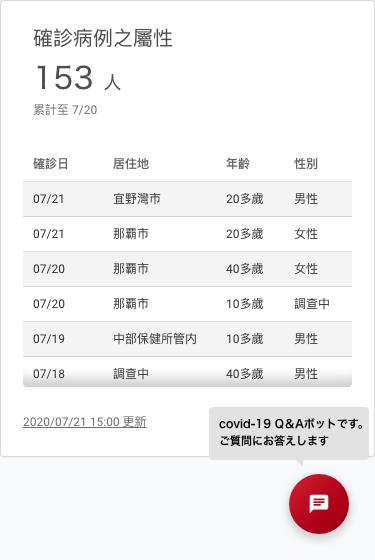 確診病例之屬性
153 人
累計至 7/20
確診日 居住地 年齡 性別
07/21 宜野灣市 20多歲 男性
07/21 那霸市 20多歲 女性
07/20 那霸市 40多歲 女性
07/20 那霸市 10多歲 調查中
07/19 中部保健所管內 10多歲 男性
07/18 調查中 40多歲 男性
2020/07/21 15:00 更新
covid-19 Q&Aボットです。
ご質問にお答えします